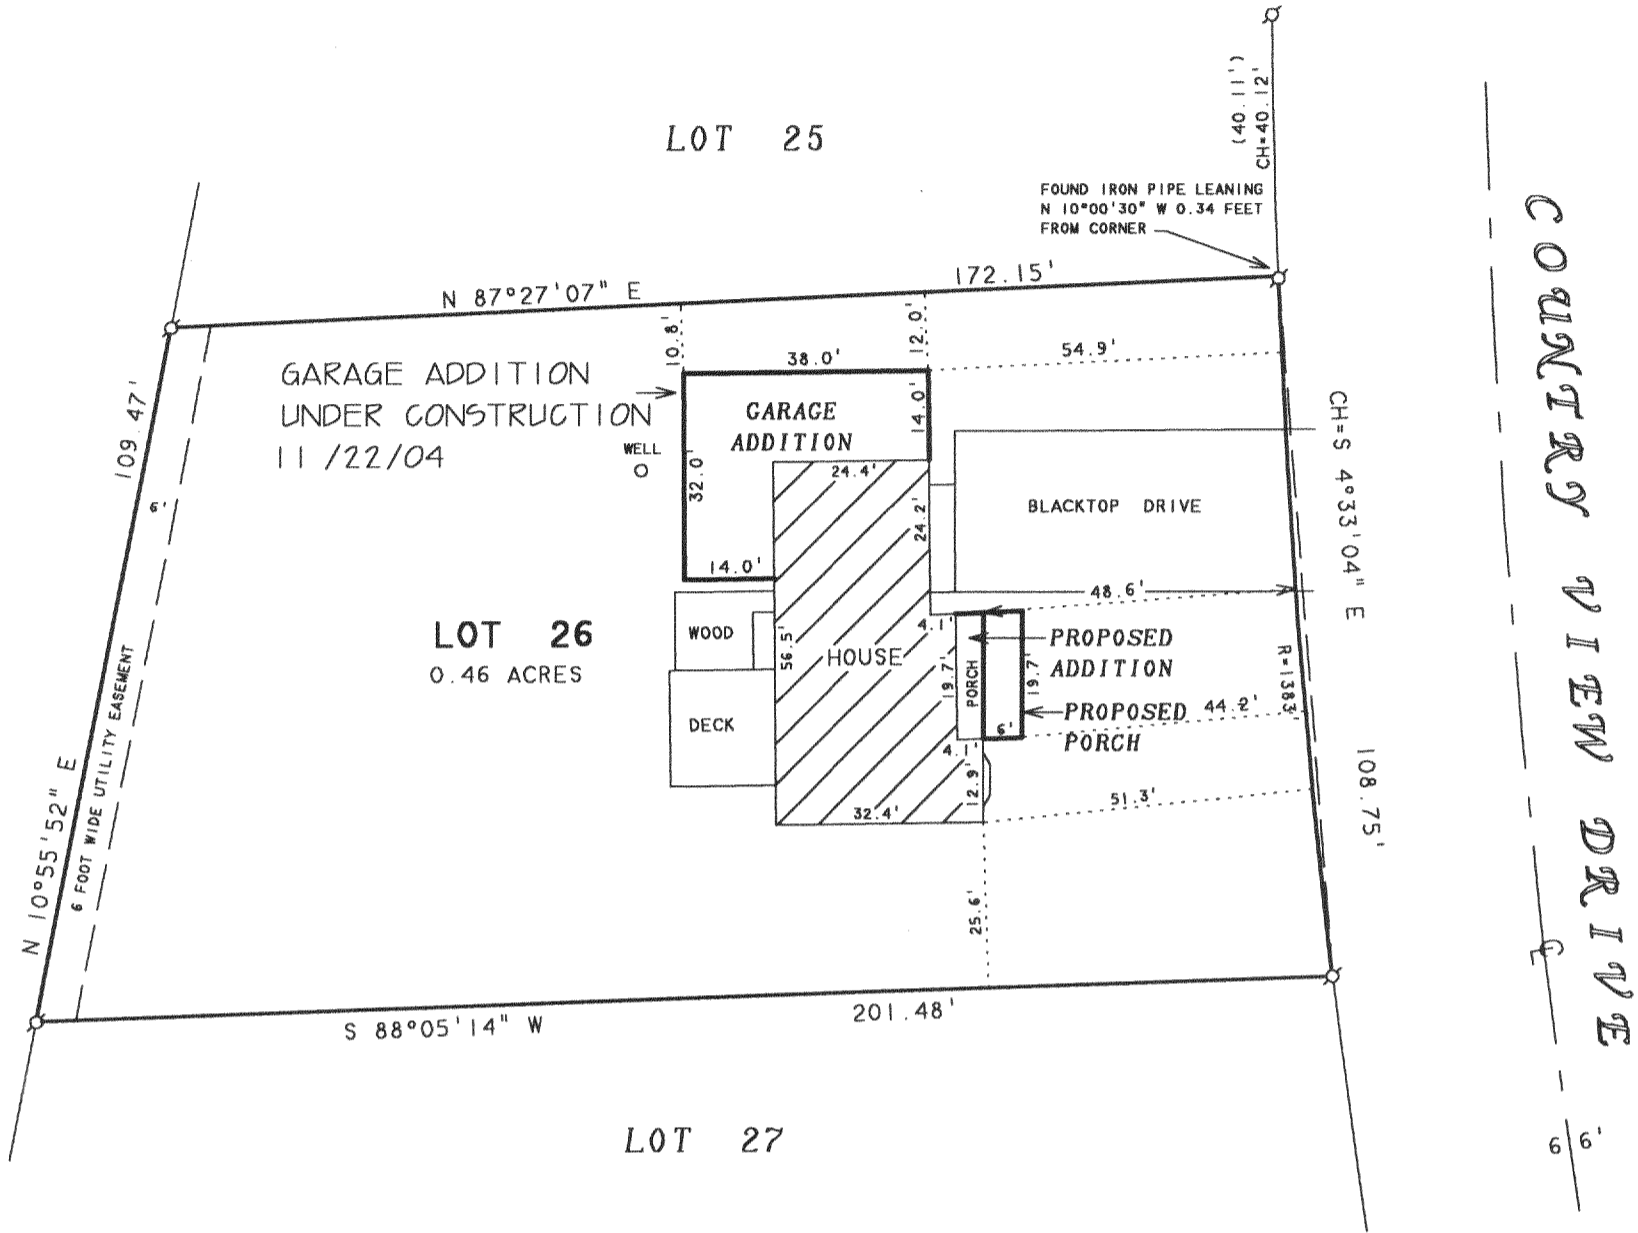 (40.11')
CH=40.12'
LOT 25
FOUND IRON PIPE LEANING
N 10°00'30" W 0.34 FEET
FROM CORNER
172.15'
N 87°27'07" E
10.8'
12.0'
38.0'
54.9'
GARAGE ADDITION
UNDER CONSTRUCTION
11/22/04
GARAGE
ADDITION
14.0'
WELL
32.0'
24.4'
24.2'
BLACKTOP DRIVE
109.47'
6'
14.0'
48.6'
CH=S 4°33'04" E
COUNTRY VIEW DRIVE
LOT 26
0.46 ACRES
WOOD
56.5'
HOUSE
4.1'
19.7'
PORCH
19.7'
PROPOSED
ADDITION
R=1383'
DECK
PROPOSED
PORCH
44.2'
6'
4.1'
12.9'
32.4'
51.3'
108.75'
6 FOOT WIDE UTILITY EASEMENT
N 10°55'52" E
25.6'
S 88°05'14" W
201.48'
LOT 27
66'